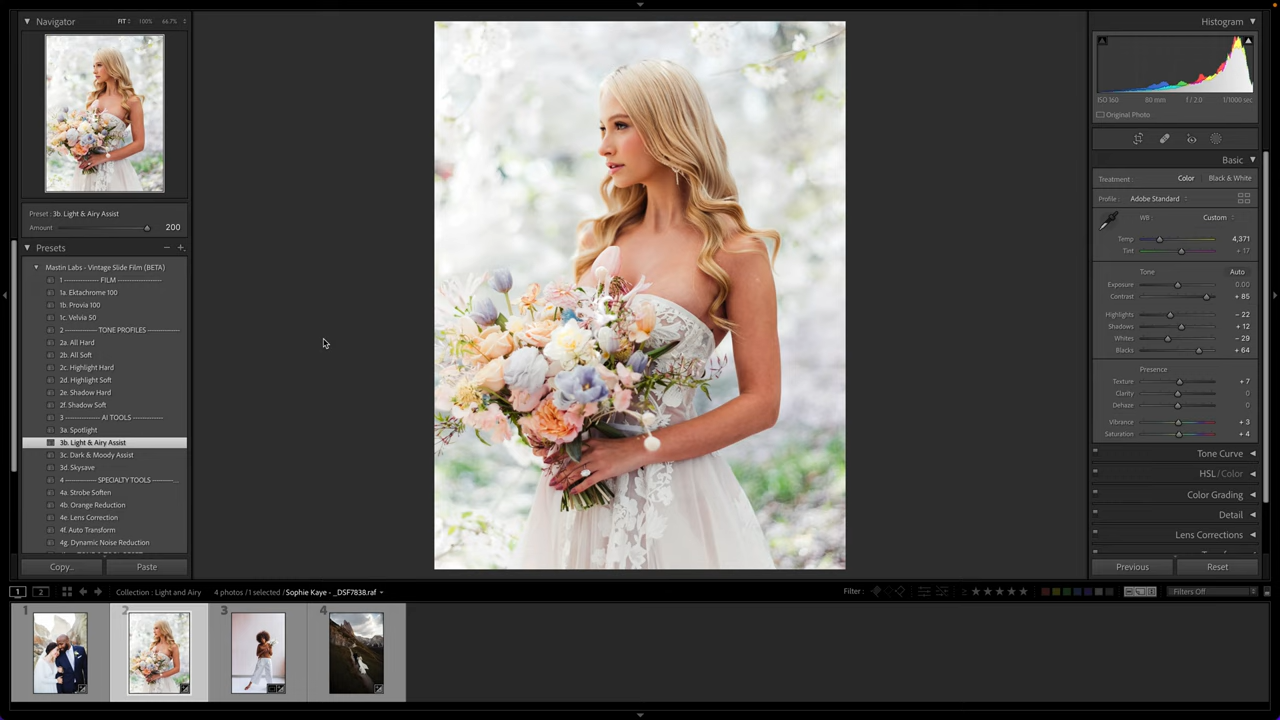 Navigator FIT 100% 66.7%
Preset : 3b. Light & Airy Assist
Amount 200
Presets
Mastin Labs - Vintage Slide Film (BETA)
1 -------------- FILM ------------------
1a. Ektachrome 100
1b. Provia 100
1c. Velvia 50
2 ------------- TONE PROFILES -------------
2a. All Hard
2b. All Soft
2c. Highlight Hard
2d. Highlight Soft
2e. Shadow Hard
2f. Shadow Soft
3 -------------- AI TOOLS -------------
3a. Spotlight
3b. Light & Airy Assist
3c. Dark & Moody Assist
3d. Skysave
4 ------------ SPECIALTY TOOLS -------...
4a. Strobe Soften
4b. Orange Reduction
4e. Lens Correction
4f. Auto Transform
4g. Dynamic Noise Reduction
Copy... Paste
Histogram
ISO 160 80 mm f / 2.0 1/1000 sec
Original Photo
Basic
Treatment : Color Black & White
Profile : Adobe Standard
WB : Custom
Temp 4,371
Tint + 17
Tone Auto
Exposure 0.00
Contrast + 85
Highlights - 22
Shadows + 12
Whites - 29
Blacks + 64
Presence
Texture + 7
Clarity 0
Dehaze 0
Vibrance + 3
Saturation + 4
Tone Curve
HSL / Color
Color Grading
Detail
Lens Corrections
Previous Reset
1 2 Collection : Light and Airy 4 photos / 1 selected / Sophie Kaye - _DSF7838.raf Filter : ≥ ★ ★ ★ ★ ★ Filters Off
1 2 3 4